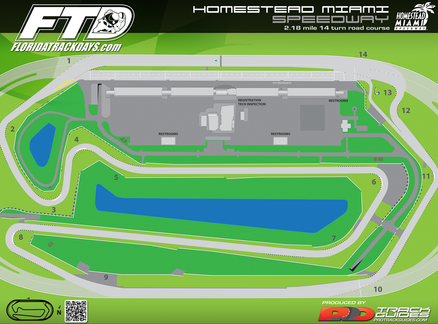 FTD
FLORIDATRACKDAYS.com
HOMESTEAD MIAMI
SPEEDWAY
2.18 mile 14 turn road course
HOMESTEAD
MIAMI
SPEEDWAY
1
14
13
REGISTRATION
TECH INSPECTION
RESTROOMS
12
2
4
RESTROOMS
RESTROOMS
11
5
6
3
8
7
9
10
N
PRODUCED BY
TRACK
GUIDES